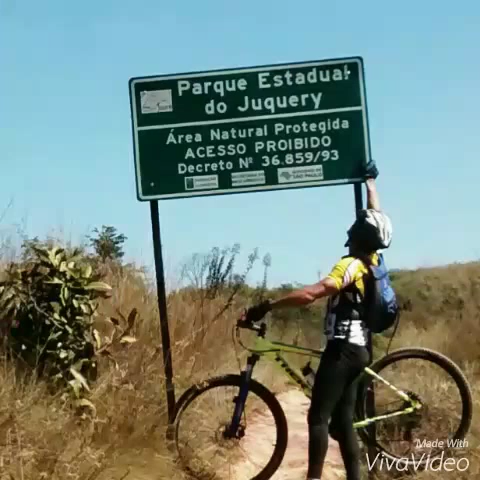 Parque Estadual
do Juquery
Área Natural Protegida
ACESSO PROIBIDO
Decreto Nº 36.859/93
Made With
VivaVideo